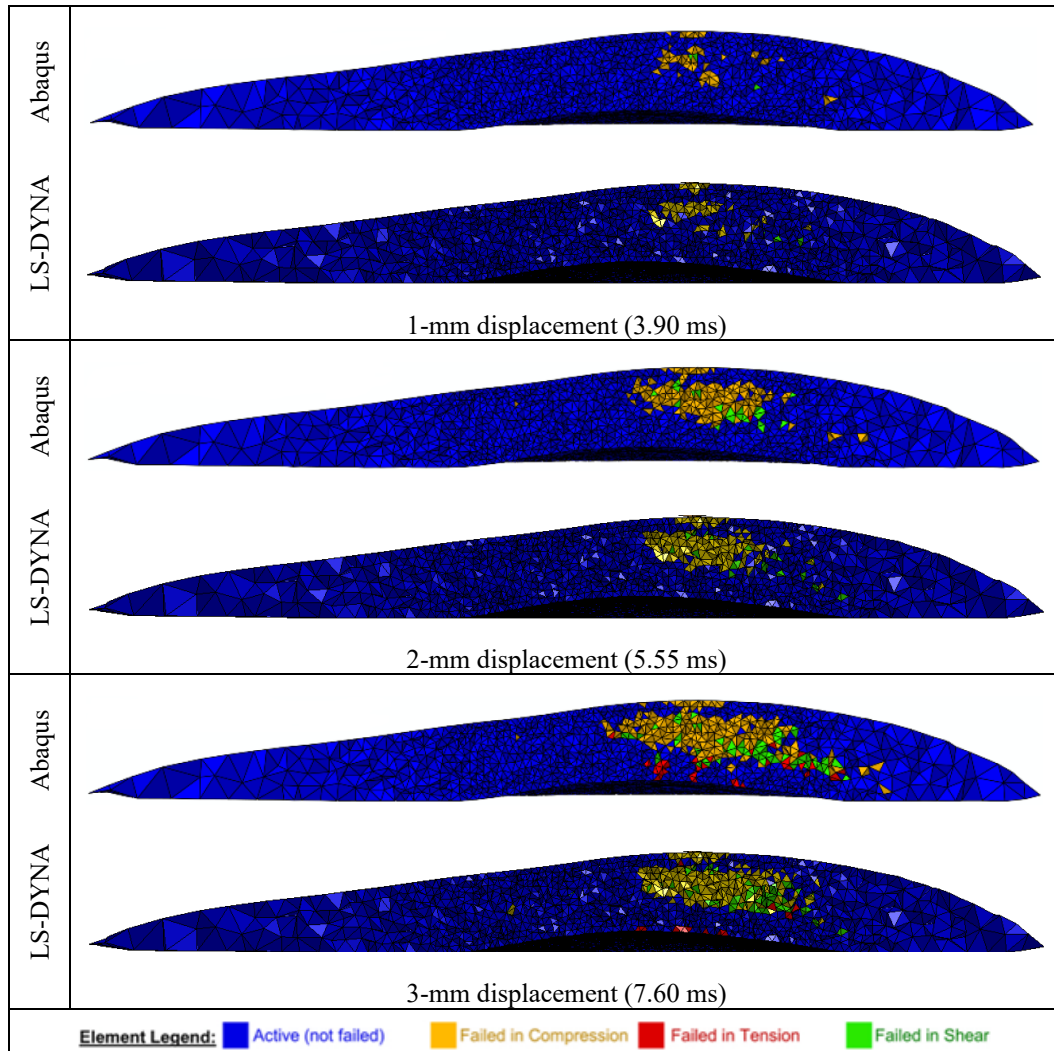 Abaqus
LS-DYNA
1-mm displacement (3.90 ms)
Abaqus
LS-DYNA
2-mm displacement (5.55 ms)
Abaqus
LS-DYNA
3-mm displacement (7.60 ms)
Element Legend: Active (not failed) Failed in Compression Failed in Tension Failed in Shear